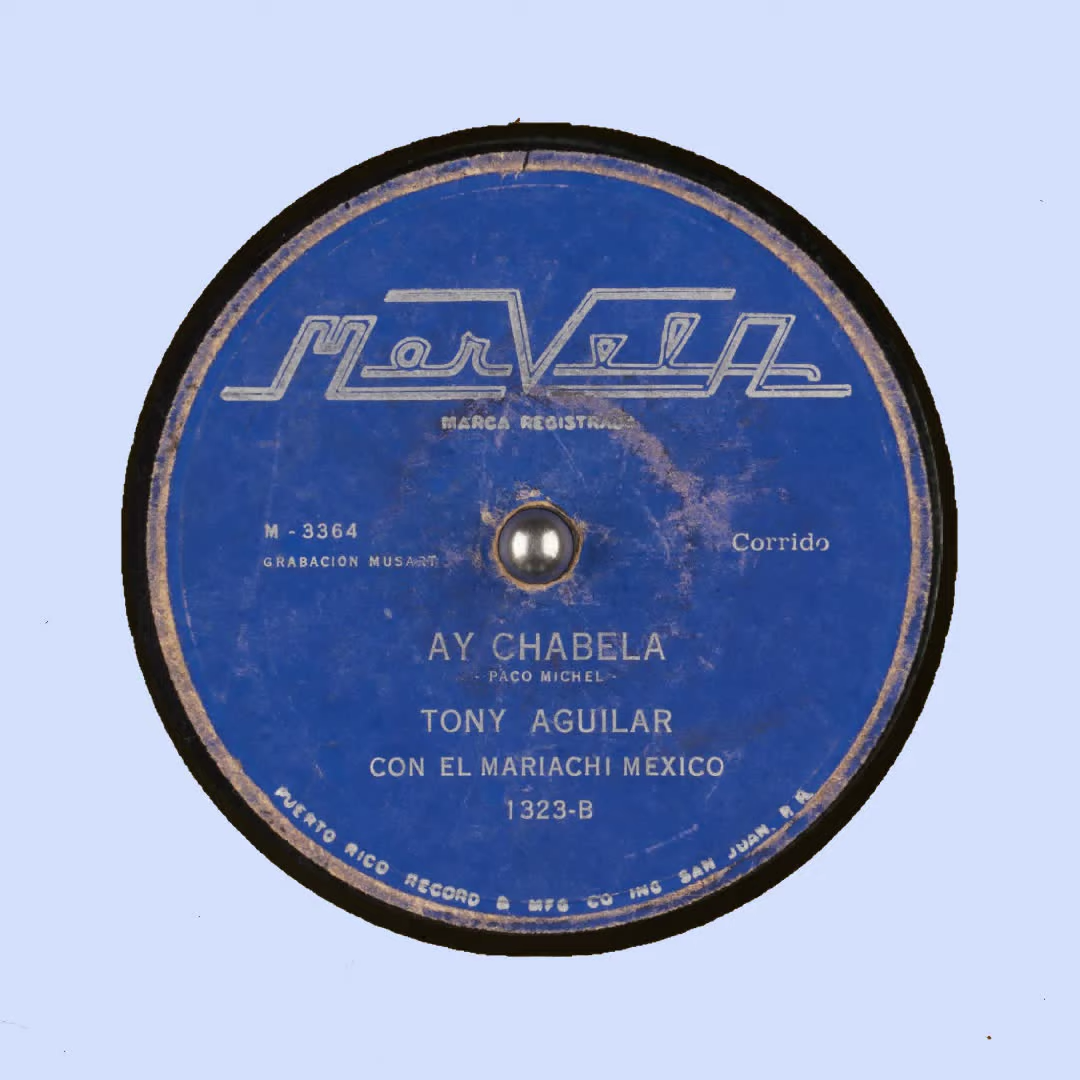 Marvela
MARCA REGISTRADA
M - 3364
GRABACION MUSART
Corrido
AY CHABELA
- PACO MICHEL -
TONY AGUILAR
CON EL MARIACHI MEXICO
1323-B
PUERTO RICO RECORD & MFG CO ING SAN JUAN, P. R.